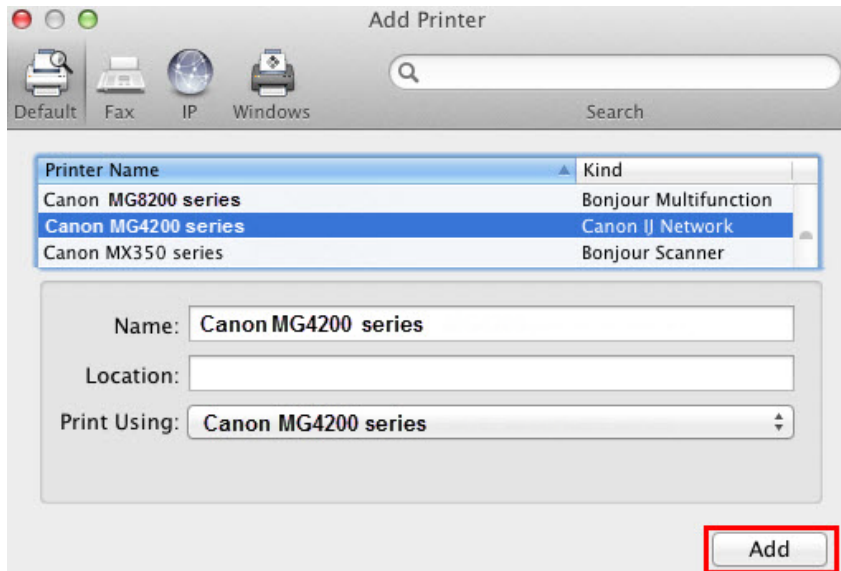 Add Printer
Default Fax IP Windows Search
Printer Name Kind
Canon MG8200 series Bonjour Multifunction
Canon MG4200 series Canon IJ Network
Canon MX350 series Bonjour Scanner
Name: Canon MG4200 series
Location:
Print Using: Canon MG4200 series
Add